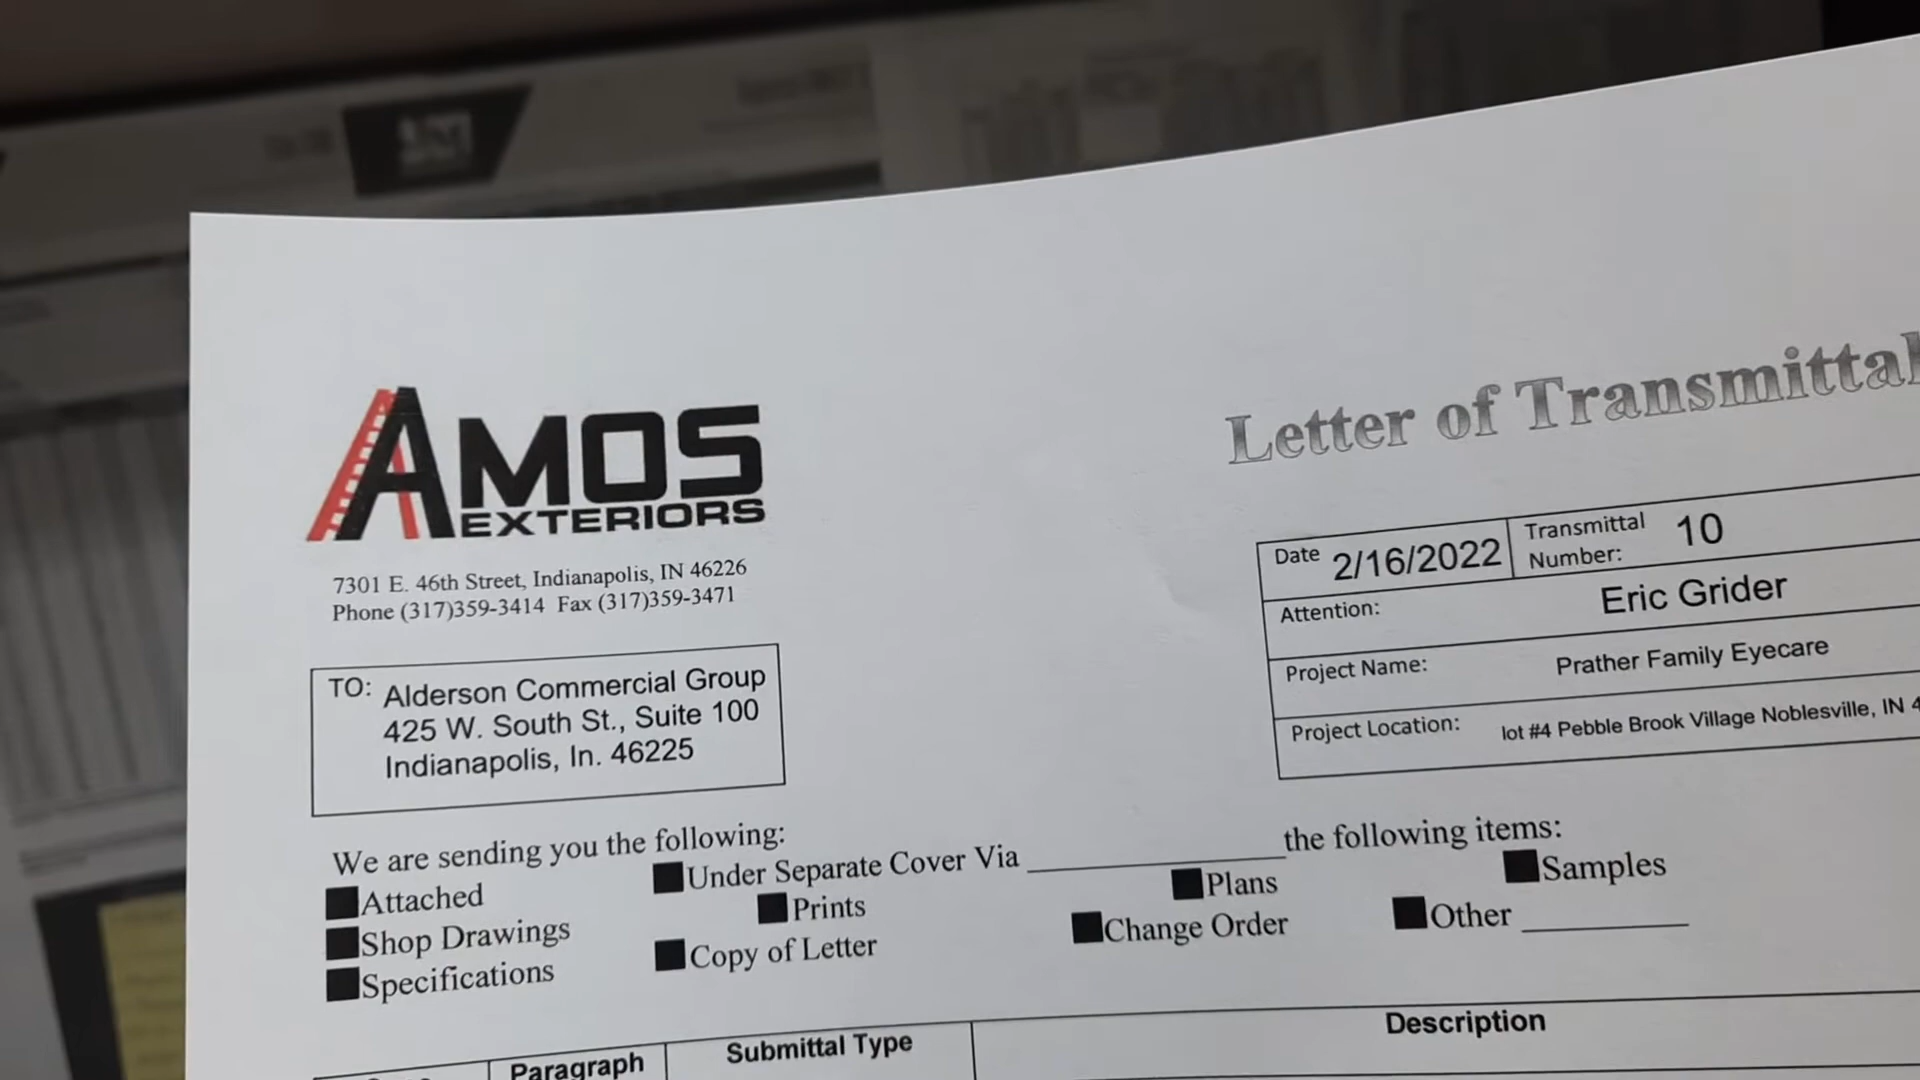 Letter of Transmittal
AMOS
EXTERIORS
7301 E. 46th Street, Indianapolis, IN 46226
Phone (317)359-3414 Fax (317)359-3471
Date 2/16/2022 Transmittal Number: 10
Attention: Eric Grider
Project Name: Prather Family Eyecare
Project Location: lot #4 Pebble Brook Village Noblesville, IN 4
TO: Alderson Commercial Group
425 W. South St., Suite 100
Indianapolis, In. 46225
We are sending you the following:
■Attached ■Under Separate Cover Via __________ the following items:
■Shop Drawings ■Prints ■Plans ■Samples
■Specifications ■Copy of Letter ■Change Order ■Other __________
Paragraph Submittal Type Description